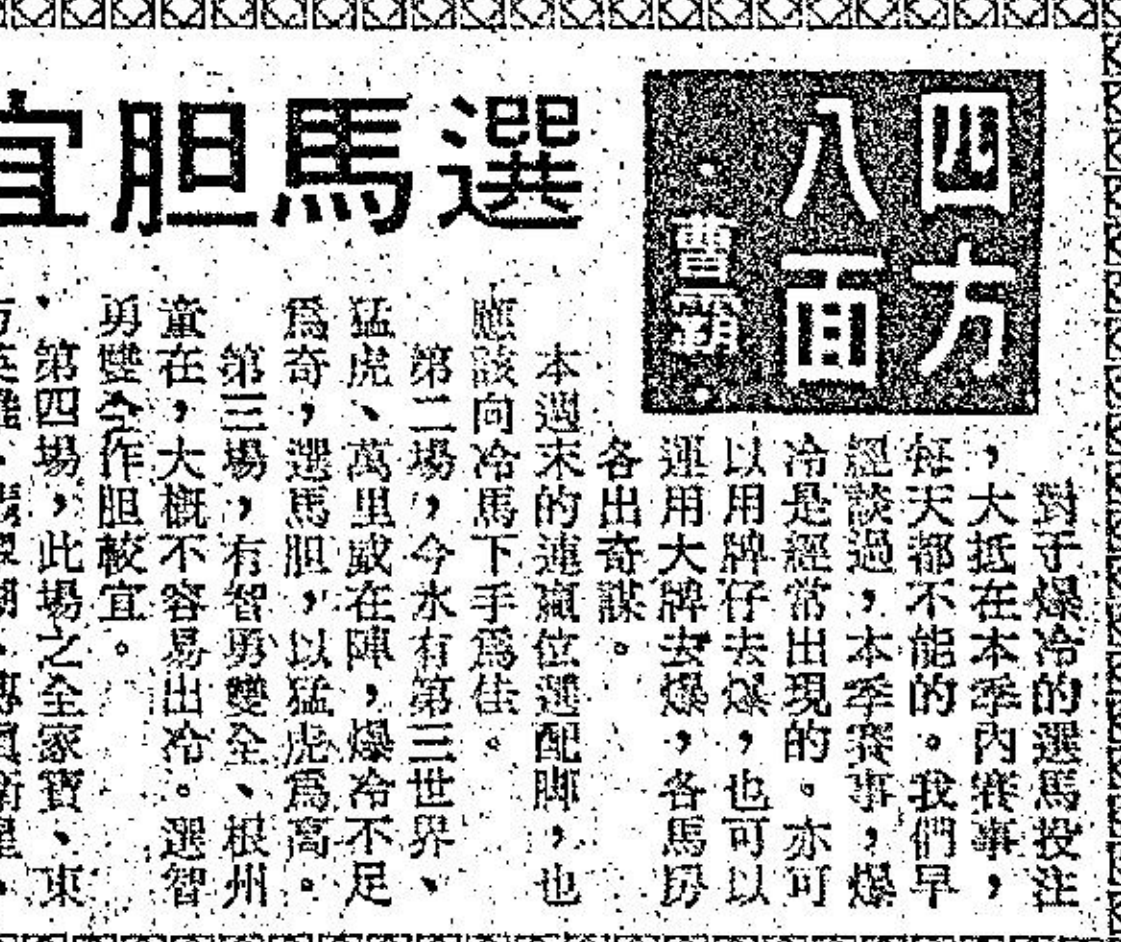 四方
八面
·曹霸·
選馬胆宜
對于爆冷的選馬投注
，大抵在本季內賽事，
每天都不能的。我們早
經談過，本季賽事，爆
冷是經常出現的。亦可
以用牌仔去爆，也可以
運用大牌去爆，各馬房
各出奇謀。
本週末的連贏位選配脚，也
應該向冷馬下手爲佳。
第二場，今水有第三世界、
猛虎、萬里或在陣，爆冷不足
爲奇，選馬胆，以猛虎爲高。
第三場，有智勇雙全、根州
童在，大概不容易出冷。選智
勇雙全作胆較宜。
第四場，此場之全家寶、東